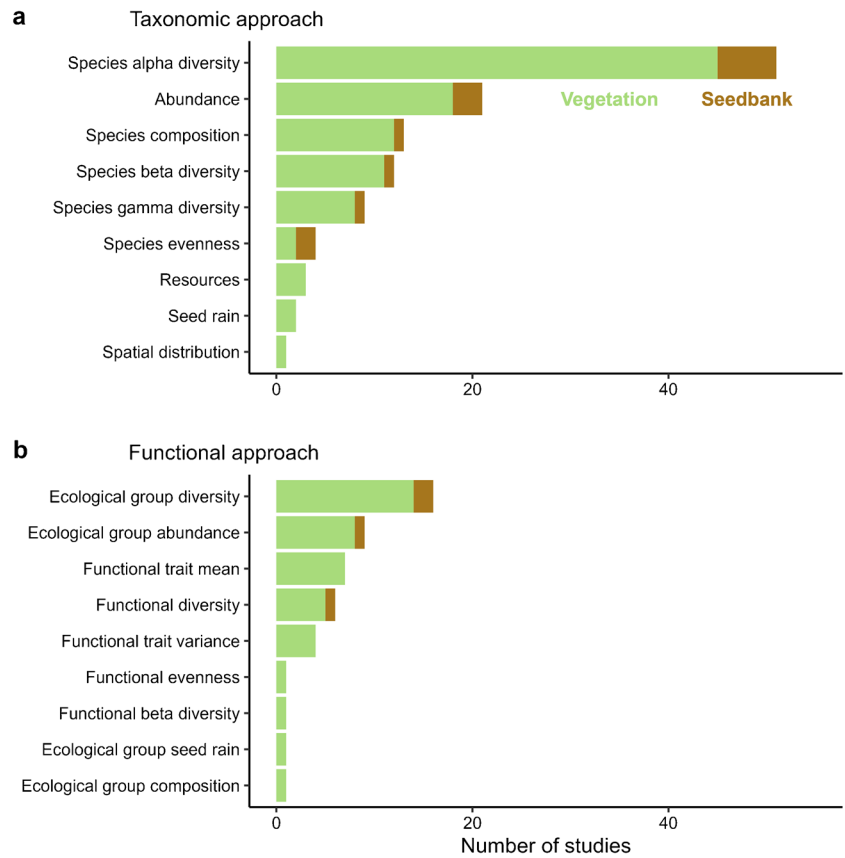 a
Taxonomic approach
Species alpha diversity
Vegetation Seedbank
Abundance
Species composition
Species beta diversity
Species gamma diversity
Species evenness
Resources
Seed rain
Spatial distribution
0 20 40
b
Functional approach
Ecological group diversity
Ecological group abundance
Functional trait mean
Functional diversity
Functional trait variance
Functional evenness
Functional beta diversity
Ecological group seed rain
Ecological group composition
0 20 40
Number of studies